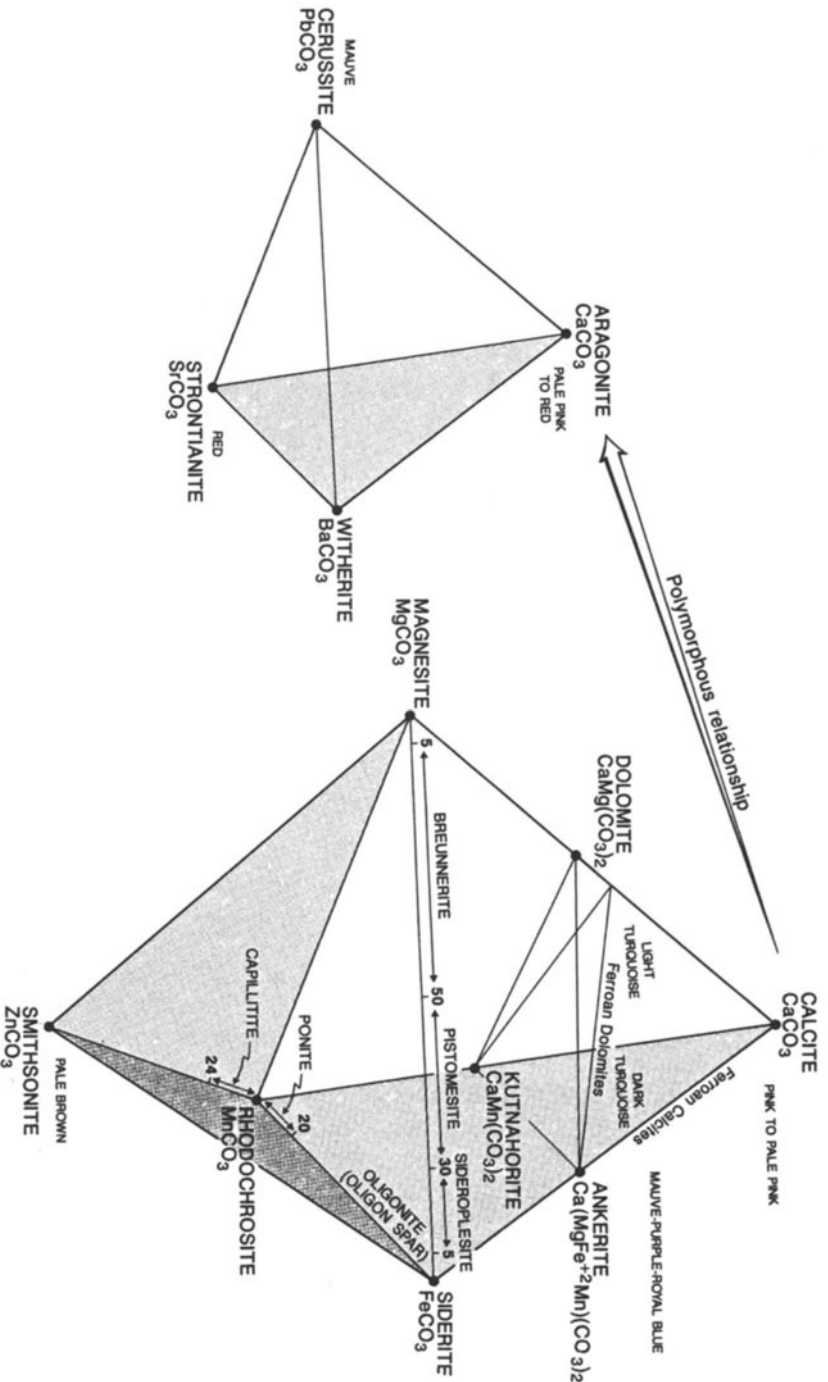 MAUVE
CERUSSITE
PbCO3
ARAGONITE
CaCO3
PALE PINK
TO RED
RED
STRONTIANITE
SrCO3
WITHERITE
BaCO3
Polymorphous relationship
CALCITE
CaCO3
PINK TO PALE PINK
DOLOMITE
CaMg(CO3)2
LIGHT
TURQUOISE
Ferroan Dolomites
DARK
TURQUOISE
Ferroan Calcites
MAUVE-PURPLE-ROYAL BLUE
ANKERITE
Ca(MgFe+2Mn)(CO3)2
KUTNAHORITE
CaMn(CO3)2
MAGNESITE
MgCO3
5
BREUNNERITE
50
PISTOMESITE
30
SIDEROPLESITE
5
SIDERITE
FeCO3
OLIGONITE
(OLIGON SPAR)
PONITE
20
CAPILLITITE
24
RHODOCHROSITE
MnCO3
PALE BROWN
SMITHSONITE
ZnCO3